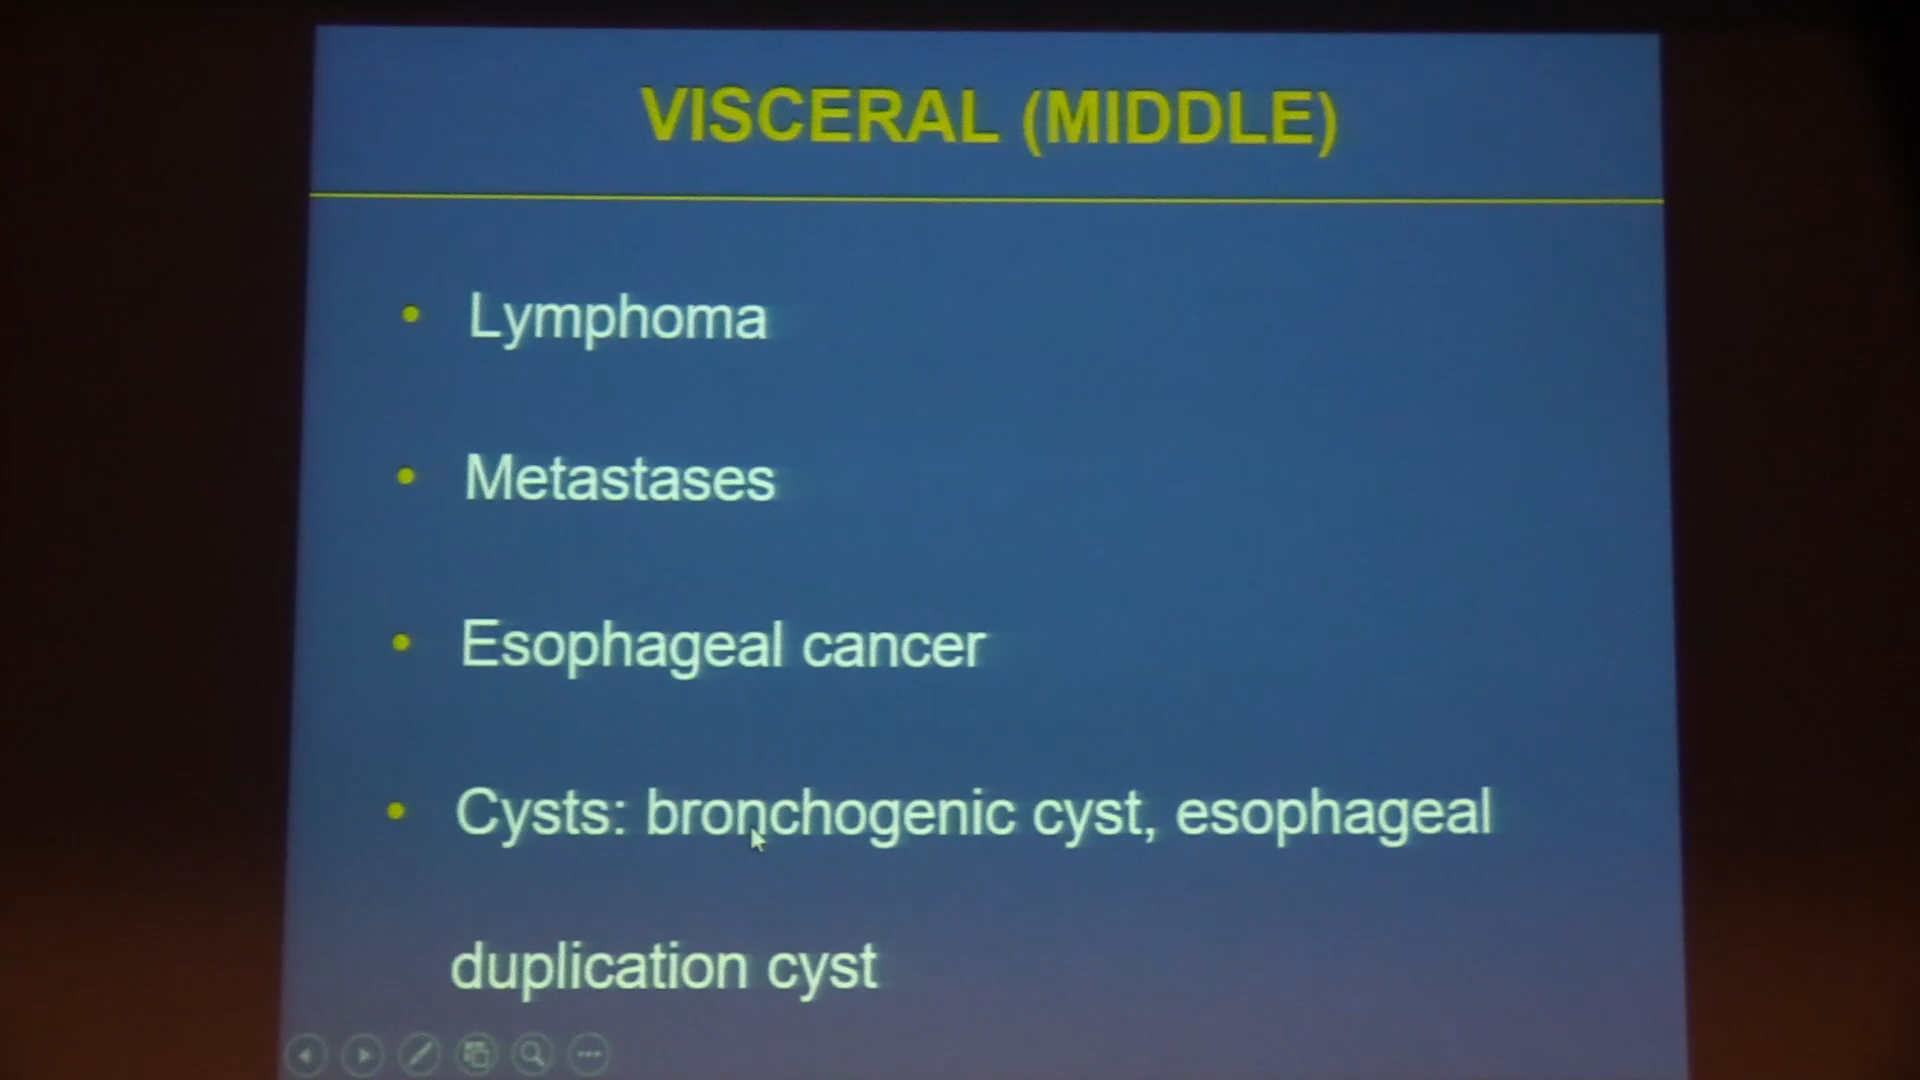 VISCERAL (MIDDLE)
• Lymphoma
• Metastases
• Esophageal cancer
• Cysts: bronchogenic cyst, esophageal
duplication cyst